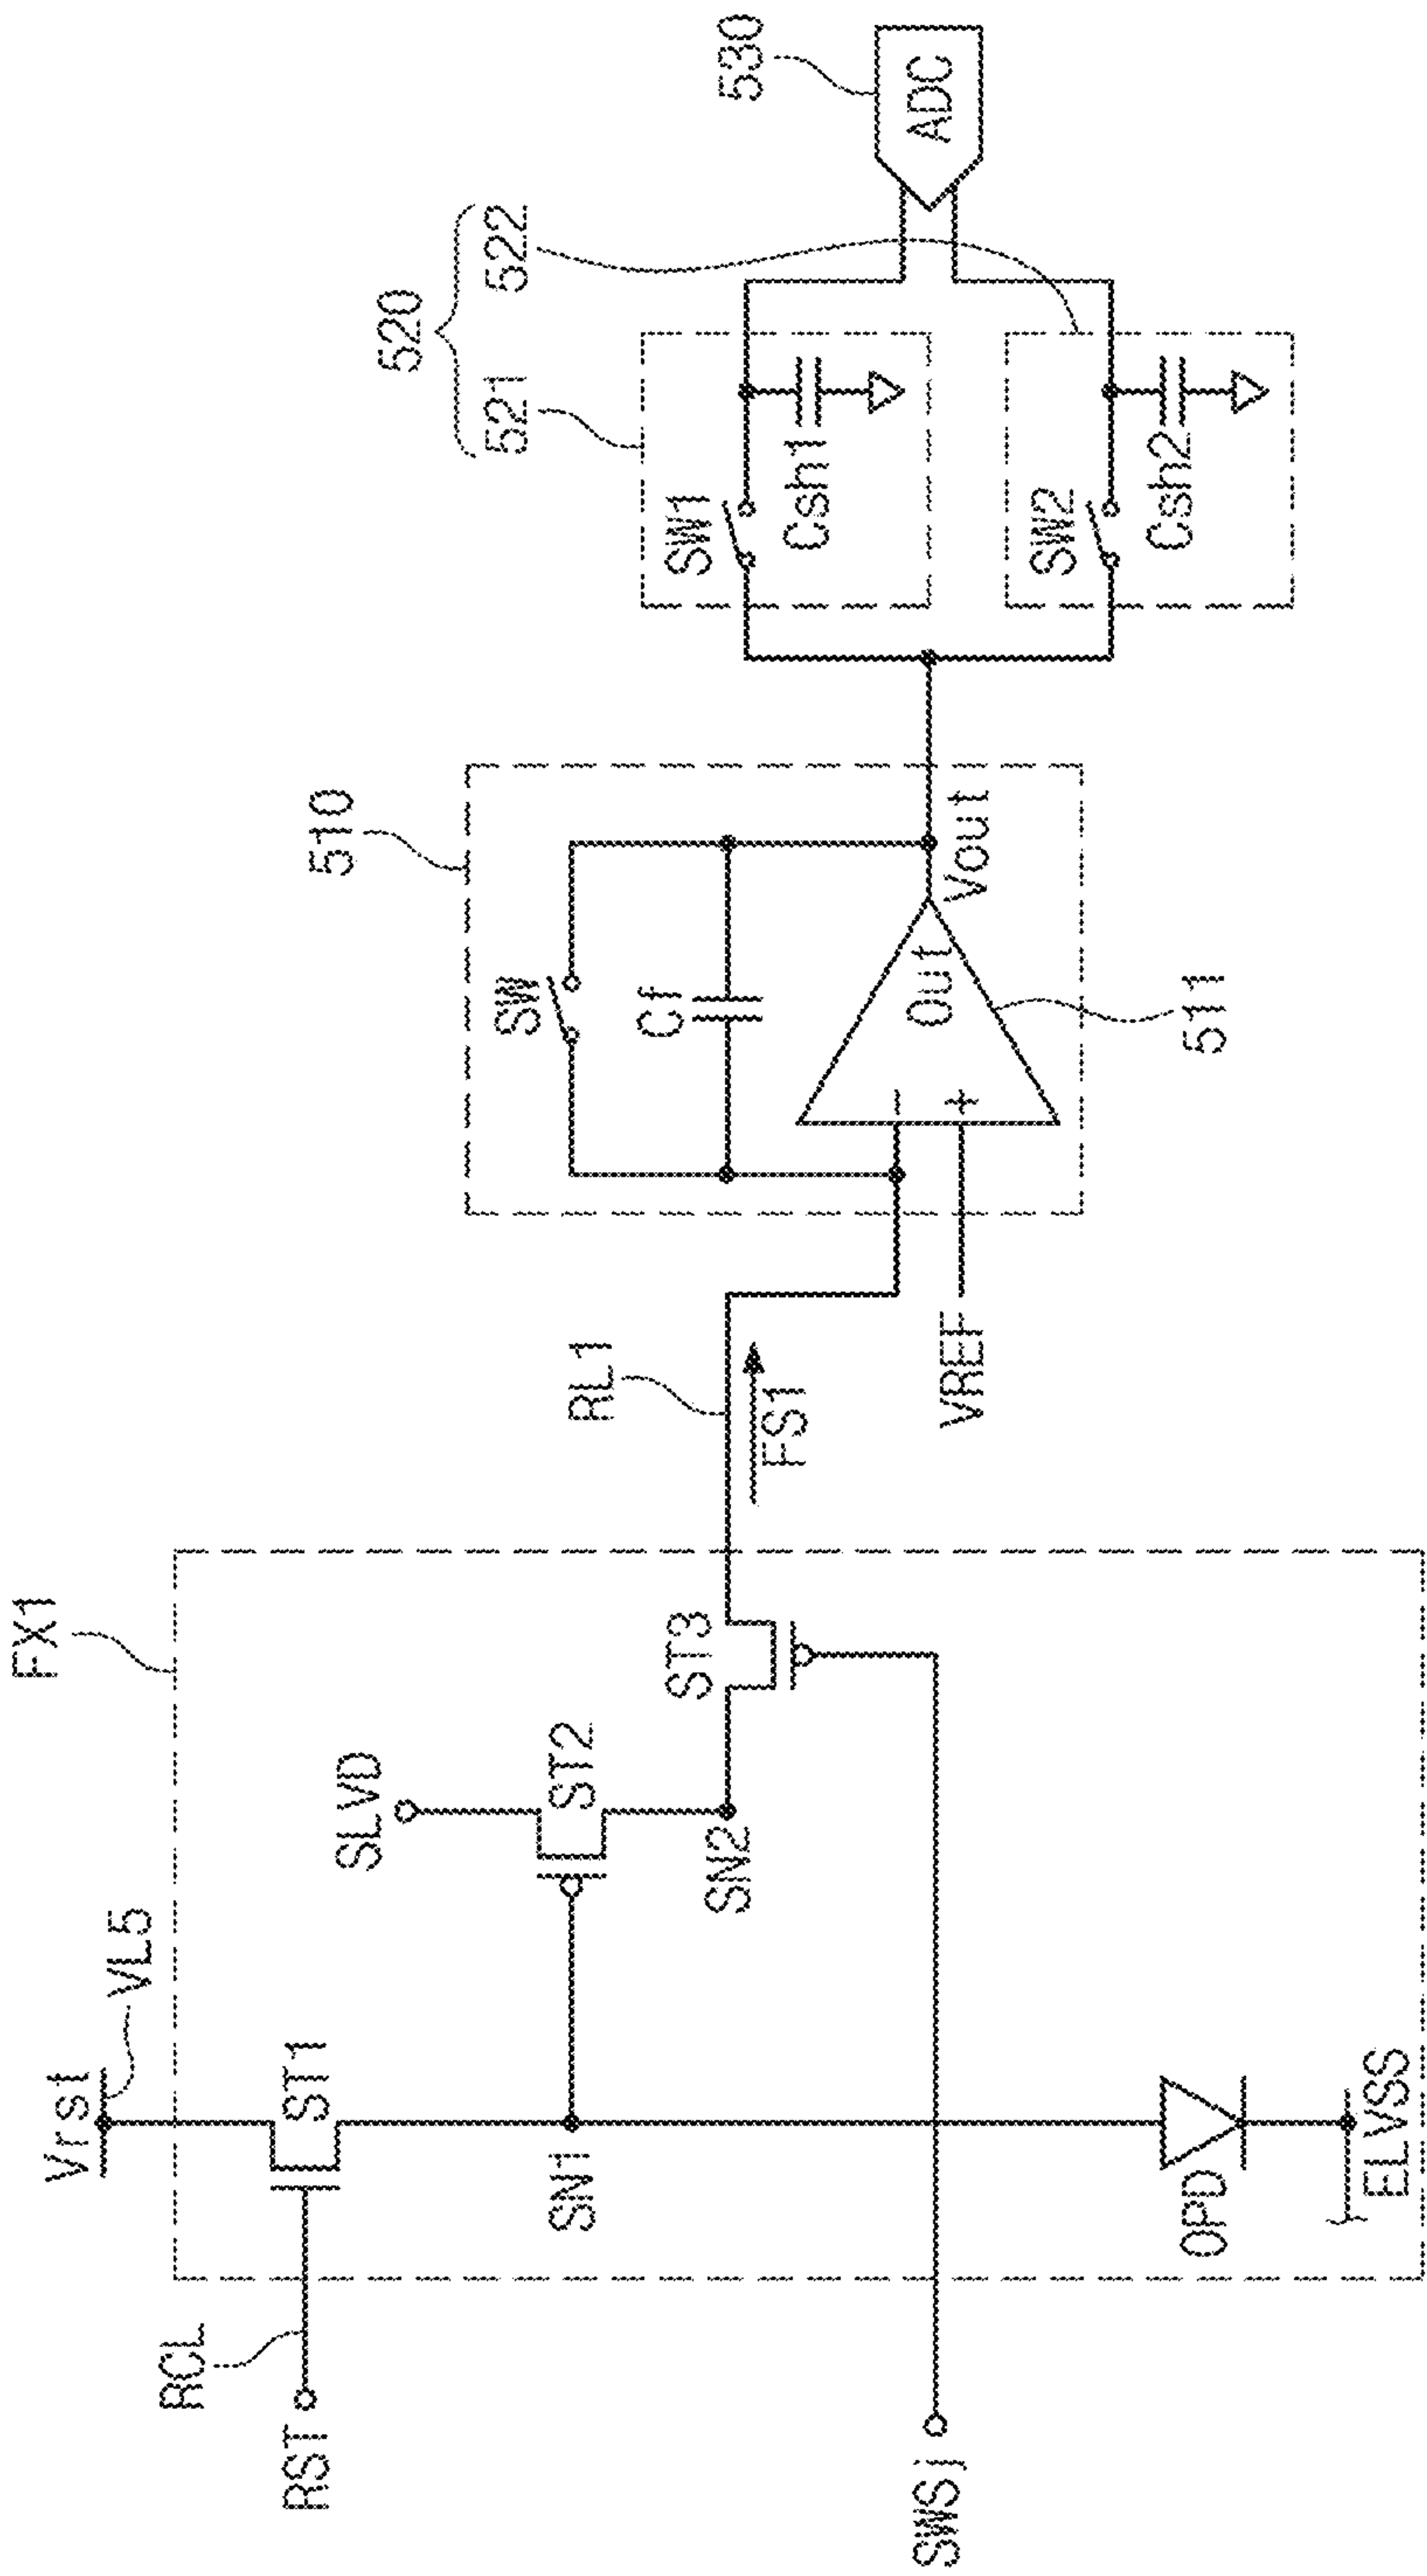 FX1
Vrst
VL5
RCL
RST
ST1
SN1
SLVD
ST2
SN2
ST3
SWSj
OPD
ELVSS
RL1
FS1
VREF
510
SW
Cf
-
+
Out
Vout
511
520
521
522
SW1
Csh1
SW2
Csh2
530
ADC